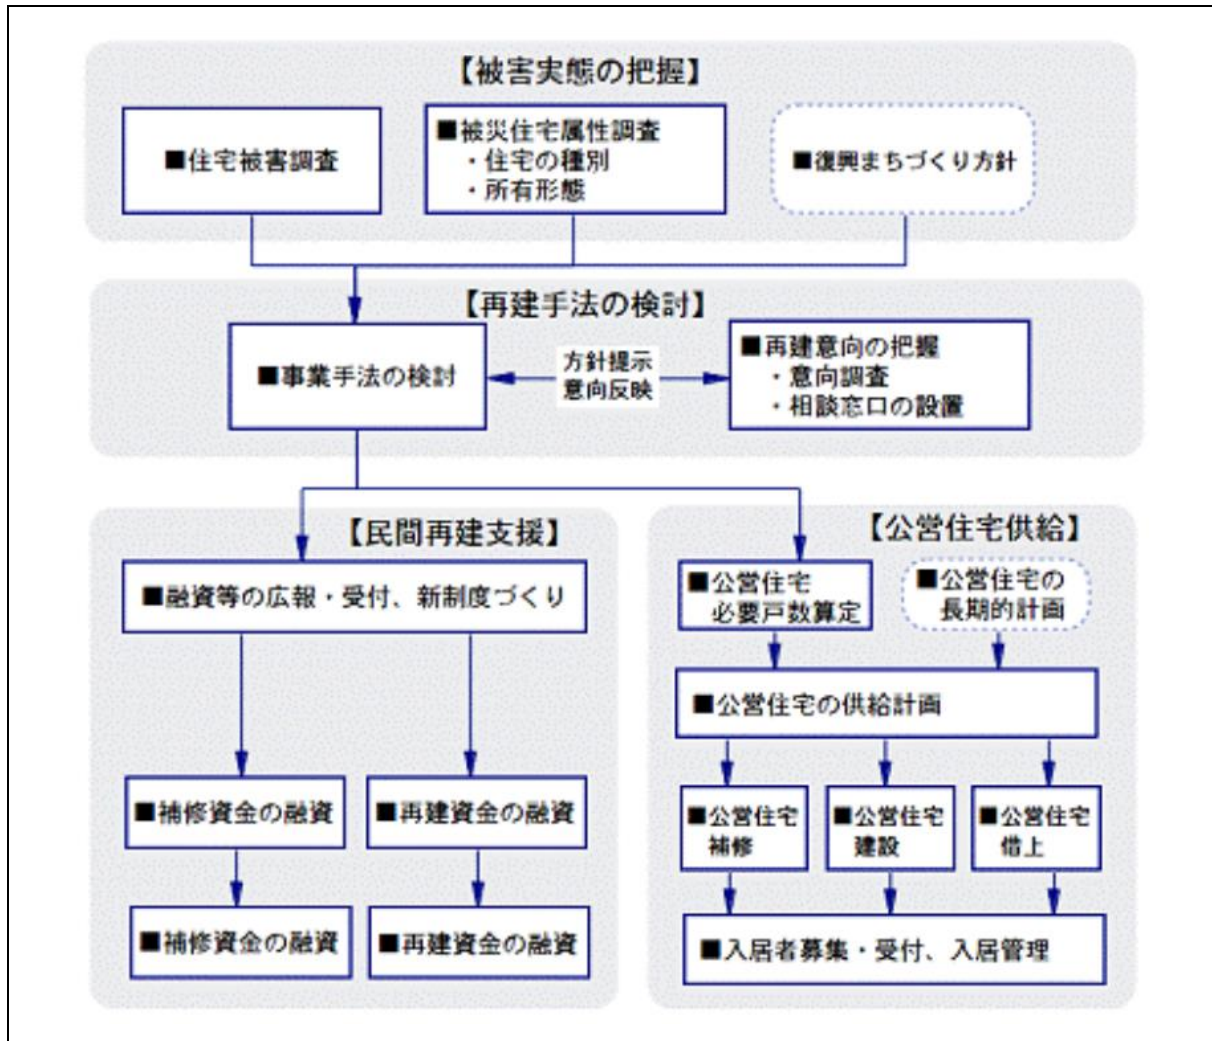 【被害実態の把握】
■住宅被害調査
■被災住宅属性調査
・住宅の種別
・所有形態
■復興まちづくり方針
【再建手法の検討】
■事業手法の検討
方針提示
意向反映
■再建意向の把握
・意向調査
・相談窓口の設置
【民間再建支援】
■融資等の広報・受付、新制度づくり
■補修資金の融資
■再建資金の融資
■補修資金の融資
■再建資金の融資
【公営住宅供給】
■公営住宅
必要戸数算定
■公営住宅の
長期的計画
■公営住宅の供給計画
■公営住宅
補修
■公営住宅
建設
■公営住宅
借上
■入居者募集・受付、入居管理